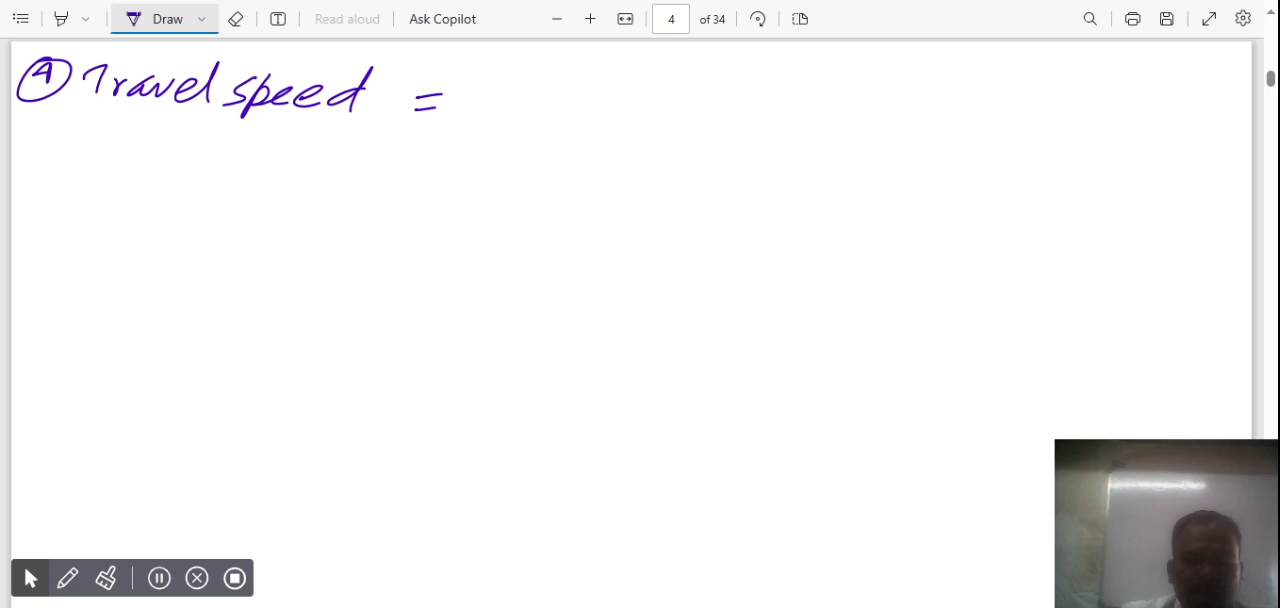 Draw Read aloud Ask Copilot 4 of 34
④ Travel speed =